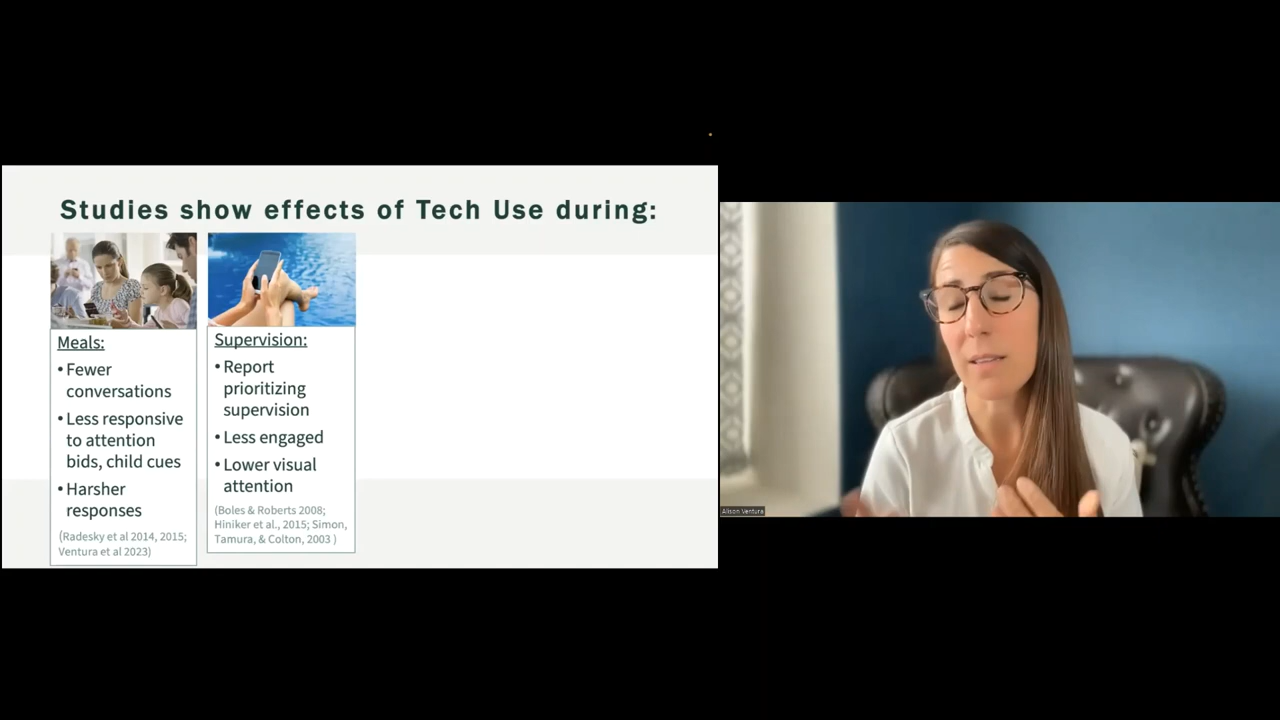 Studies show effects of Tech Use during:
Meals:
• Fewer
conversations
• Less responsive
to attention
bids, child cues
• Harsher
responses
(Radesky et al 2014, 2015;
Ventura et al 2023)
Supervision:
• Report
prioritizing
supervision
• Less engaged
• Lower visual
attention
(Boles & Roberts 2008;
Hiniker et al., 2015; Simon,
Tamura, & Colton, 2003 )
Alison Ventura